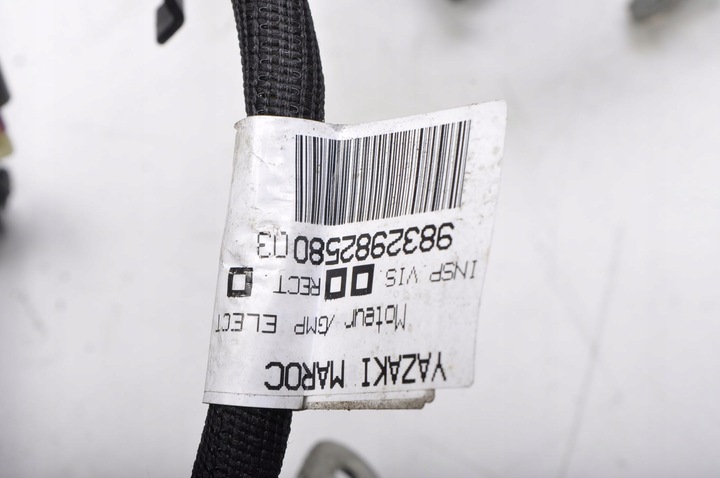 YAZAKI MAROC
Moteur /GMP ELECT
INSP VIS. RECT
9832982580 03